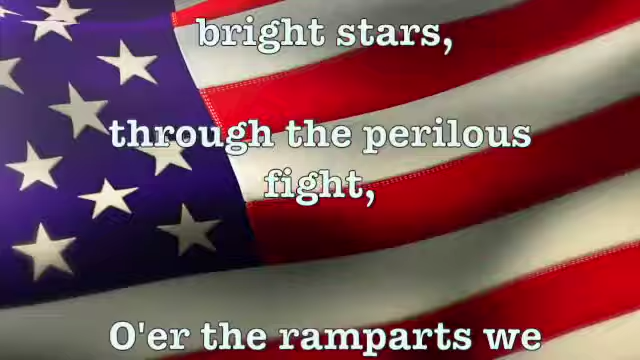 bright stars,
through the perilous
fight,
O'er the ramparts we